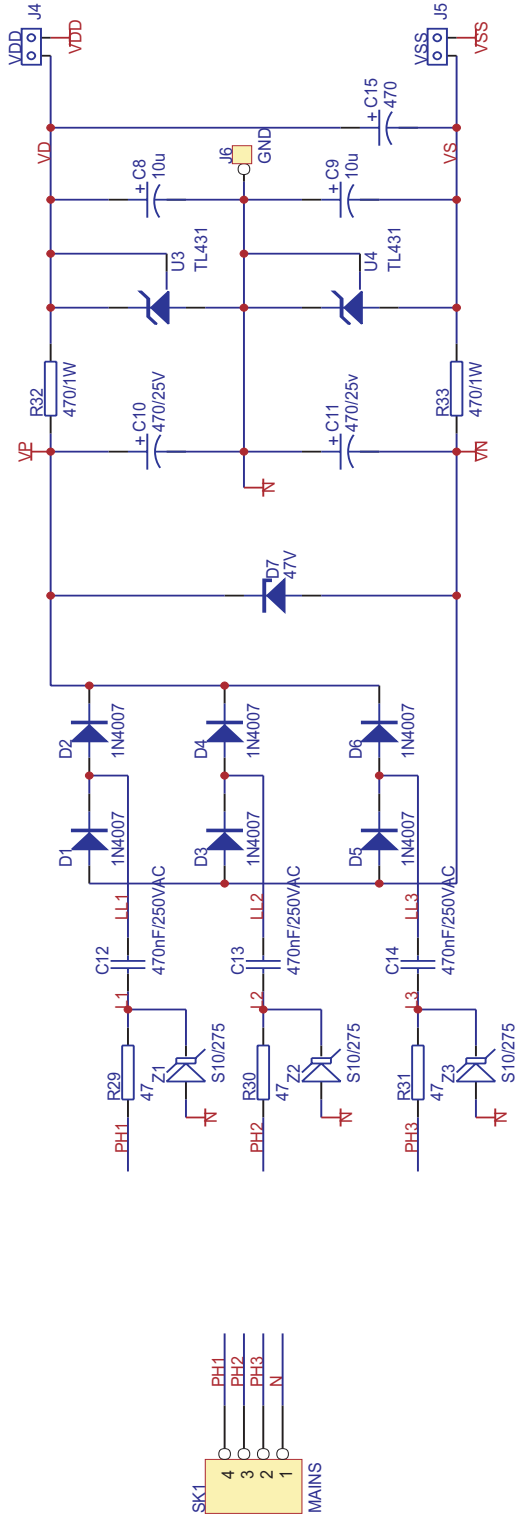 SK1
4
3
2
1
MAINS
PH1
PH2
PH3
N
PH1
R29
47
L1
Z1
S10/275
N
C12
470nF/250VAC
LL1
D1
1N4007
D2
1N4007
PH2
R30
47
L2
Z2
S10/275
N
C13
470nF/250VAC
LL2
D3
1N4007
D4
1N4007
PH3
R31
47
L3
Z3
S10/275
N
C14
470nF/250VAC
LL3
D5
1N4007
D6
1N4007
D7
47V
VP
R32
470/1W
+
C10
470/25V
N
+
C11
470/25v
VN
R33
470/1W
U3
TL431
U4
TL431
VD
+
C8
10u
J6
GND
+
C9
10u
VS
+
C15
470
VDD
J4
VDD
VSS
J5
VSS